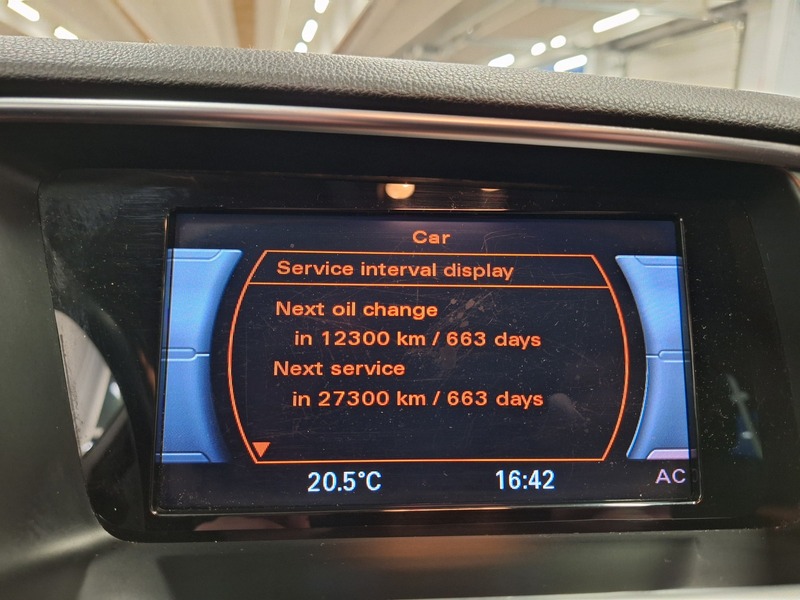 Car
Service interval display
Next oil change
in 12300 km / 663 days
Next service
in 27300 km / 663 days
20.5°C 16:42 AC